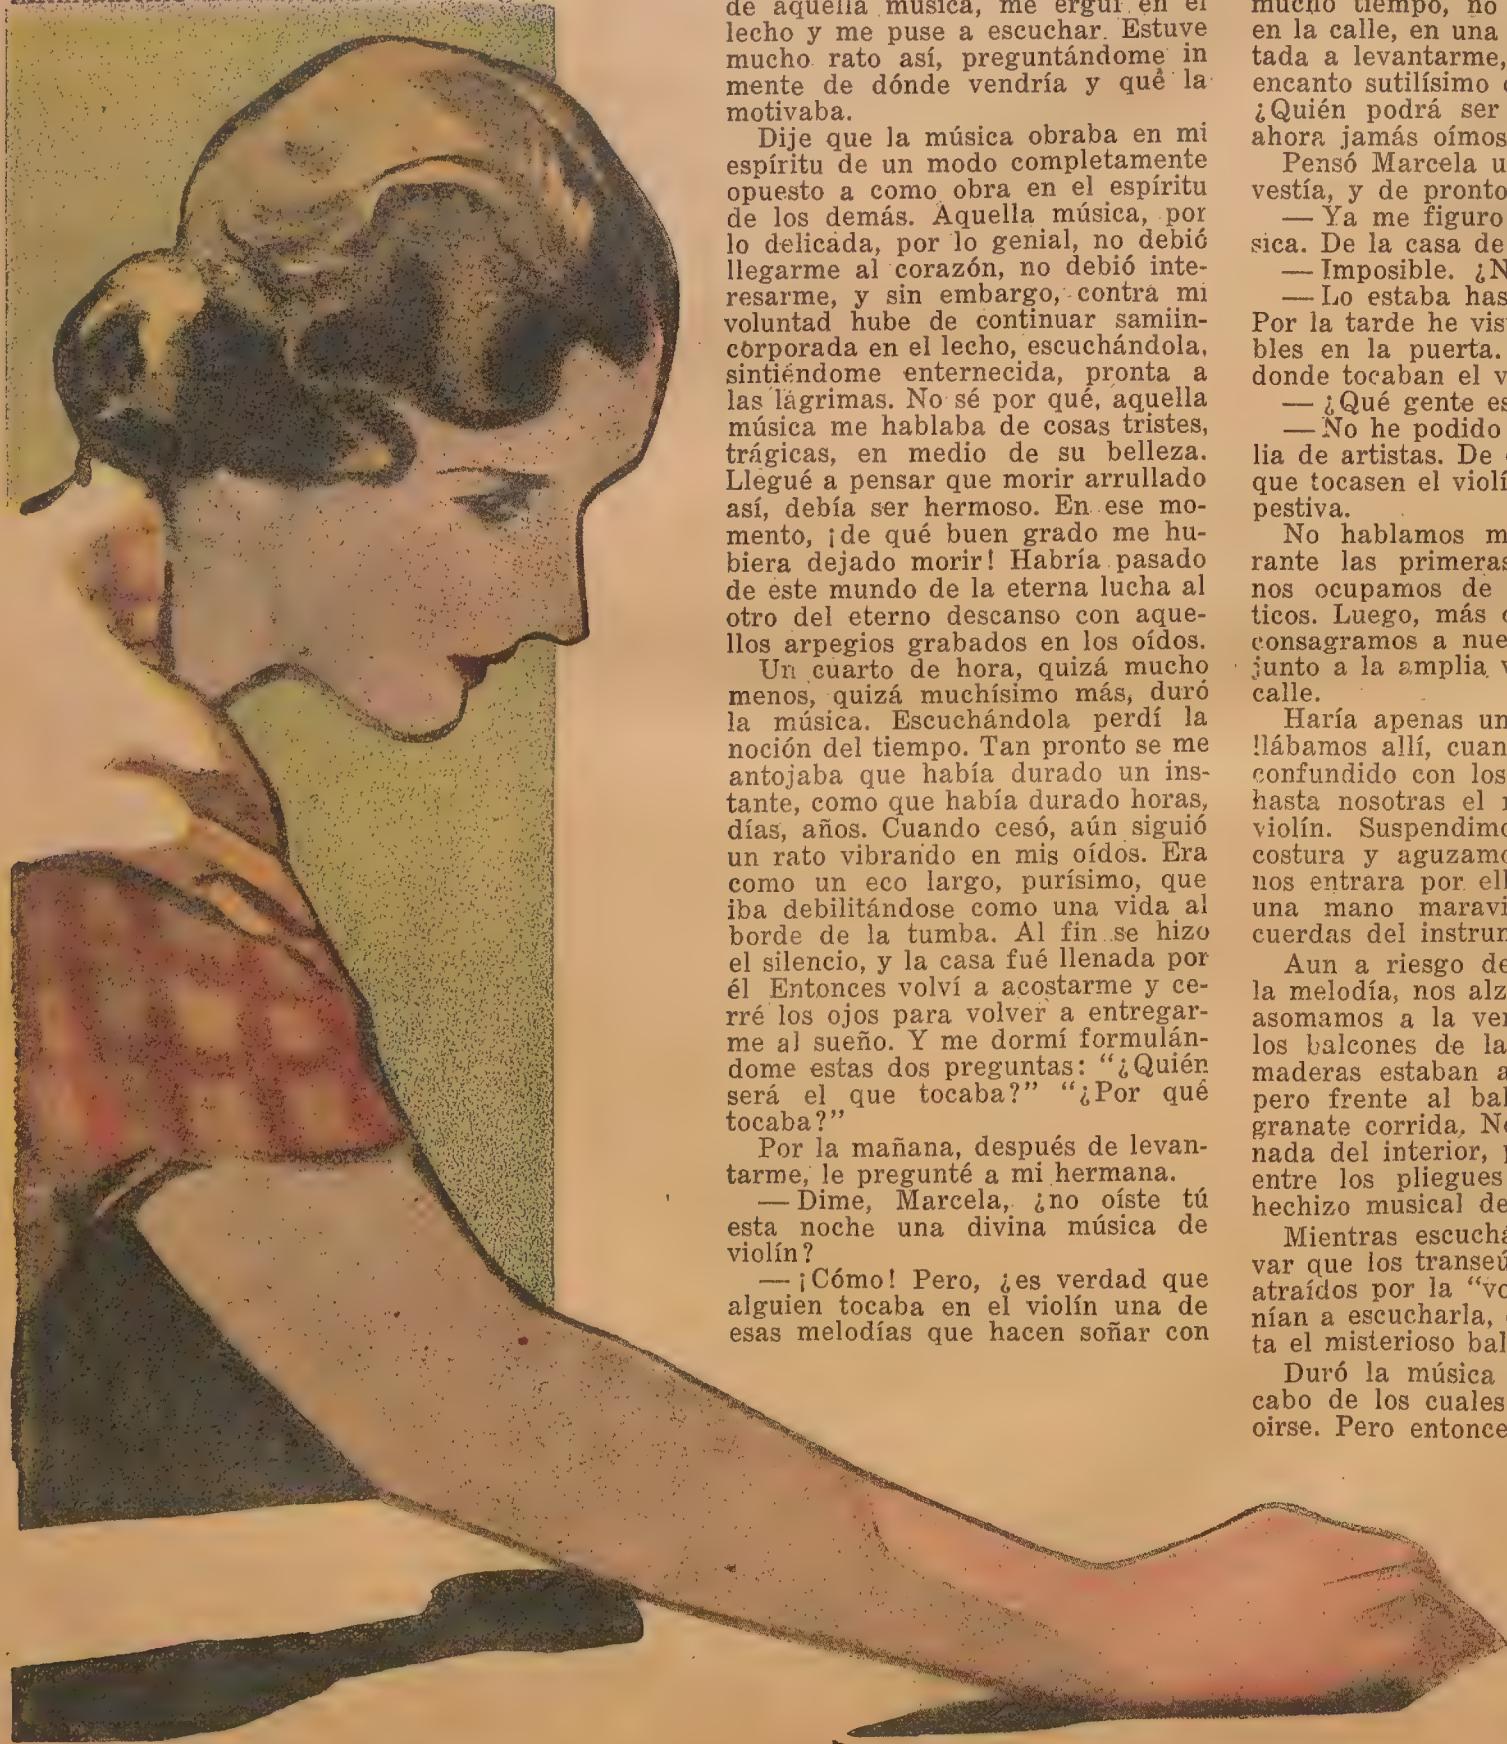 de aquella música, me erguí en el
lecho y me puse a escuchar. Estuve
mucho rato así, preguntándome in
mente de dónde vendría y qué la
motivaba.
Dije que la música obraba en mi
espíritu de un modo completamente
opuesto a como obra en el espíritu
de los demás. Aquella música, por
lo delicada, por lo genial, no debió
llegarme al corazón, no debió inte-
resarme, y sin embargo, contra mi
voluntad hube de continuar samiin-
corporada en el lecho, escuchándola,
sintiéndome enternecida, pronta a
las lágrimas. No sé por qué, aquella
música me hablaba de cosas tristes,
trágicas, en medio de su belleza.
Llegué a pensar que morir arrullado
así, debía ser hermoso. En ese mo-
mento, ¡de qué buen grado me hu-
biera dejado morir! Habría pasado
de este mundo de la eterna lucha al
otro del eterno descanso con aque-
llos arpegios grabados en los oídos.
Un cuarto de hora, quizá mucho
menos, quizá muchísimo más, duró
la música. Escuchándola perdí la
noción del tiempo. Tan pronto se me
antojaba que había durado un ins-
tante, como que había durado horas,
días, años. Cuando cesó, aún siguió
un rato vibrando en mis oídos. Era
como un eco largo, purísimo, que
iba debilitándose como una vida al
borde de la tumba. Al fin se hizo
el silencio, y la casa fué llenada por
él Entonces volví a acostarme y ce-
rré los ojos para volver a entregar-
me al sueño. Y me dormí formulán-
dome estas dos preguntas: “¿Quién
será el que tocaba?” “¿Por qué
tocaba?”
Por la mañana, después de levan-
tarme, le pregunté a mi hermana.
— Dime, Marcela, ¿no oíste tú
esta noche una divina música de
violín?
— ¡Cómo! Pero, ¿es verdad que
alguien tocaba en el violín una de
esas melodías que hacen soñar con
mucho tiempo, no
en la calle, en una
tada a levantarme,
encanto sutilísimo
¿Quién podrá ser
ahora jamás oímos
Pensó Marcela u
vestía, y de pronto
— Ya me figuro
sica. De la casa de
— Imposible. ¿N
— Lo estaba has
Por la tarde he vis
bles en la puerta.
donde tocaban el v
— ¿Qué gente es
— No he podido
lia de artistas. De
que tocasen el violí
pestiva.
No hablamos m
rante las primeras
nos ocupamos de
ticos. Luego, más
consagramos a nue
junto a la amplia v
calle.
Haría apenas un
llábamos allí, cuan
confundido con los
hasta nosotras el
violín. Suspendimo
costura y aguzamo
nos entrara por ell
una mano maravi
cuerdas del instrun
Aun a riesgo de
la melodía, nos alz
asomamos a la ver
los balcones de la
maderas estaban a
pero frente al bal
granate corrida. No
nada del interior,
entre los pliegues
hechizo musical de
Mientras escuchá
var que los transeú
atraídos por la “vo
nían a escucharla,
ta el misterioso bal
Duró la música
cabo de los cuales
oirse. Pero entonce